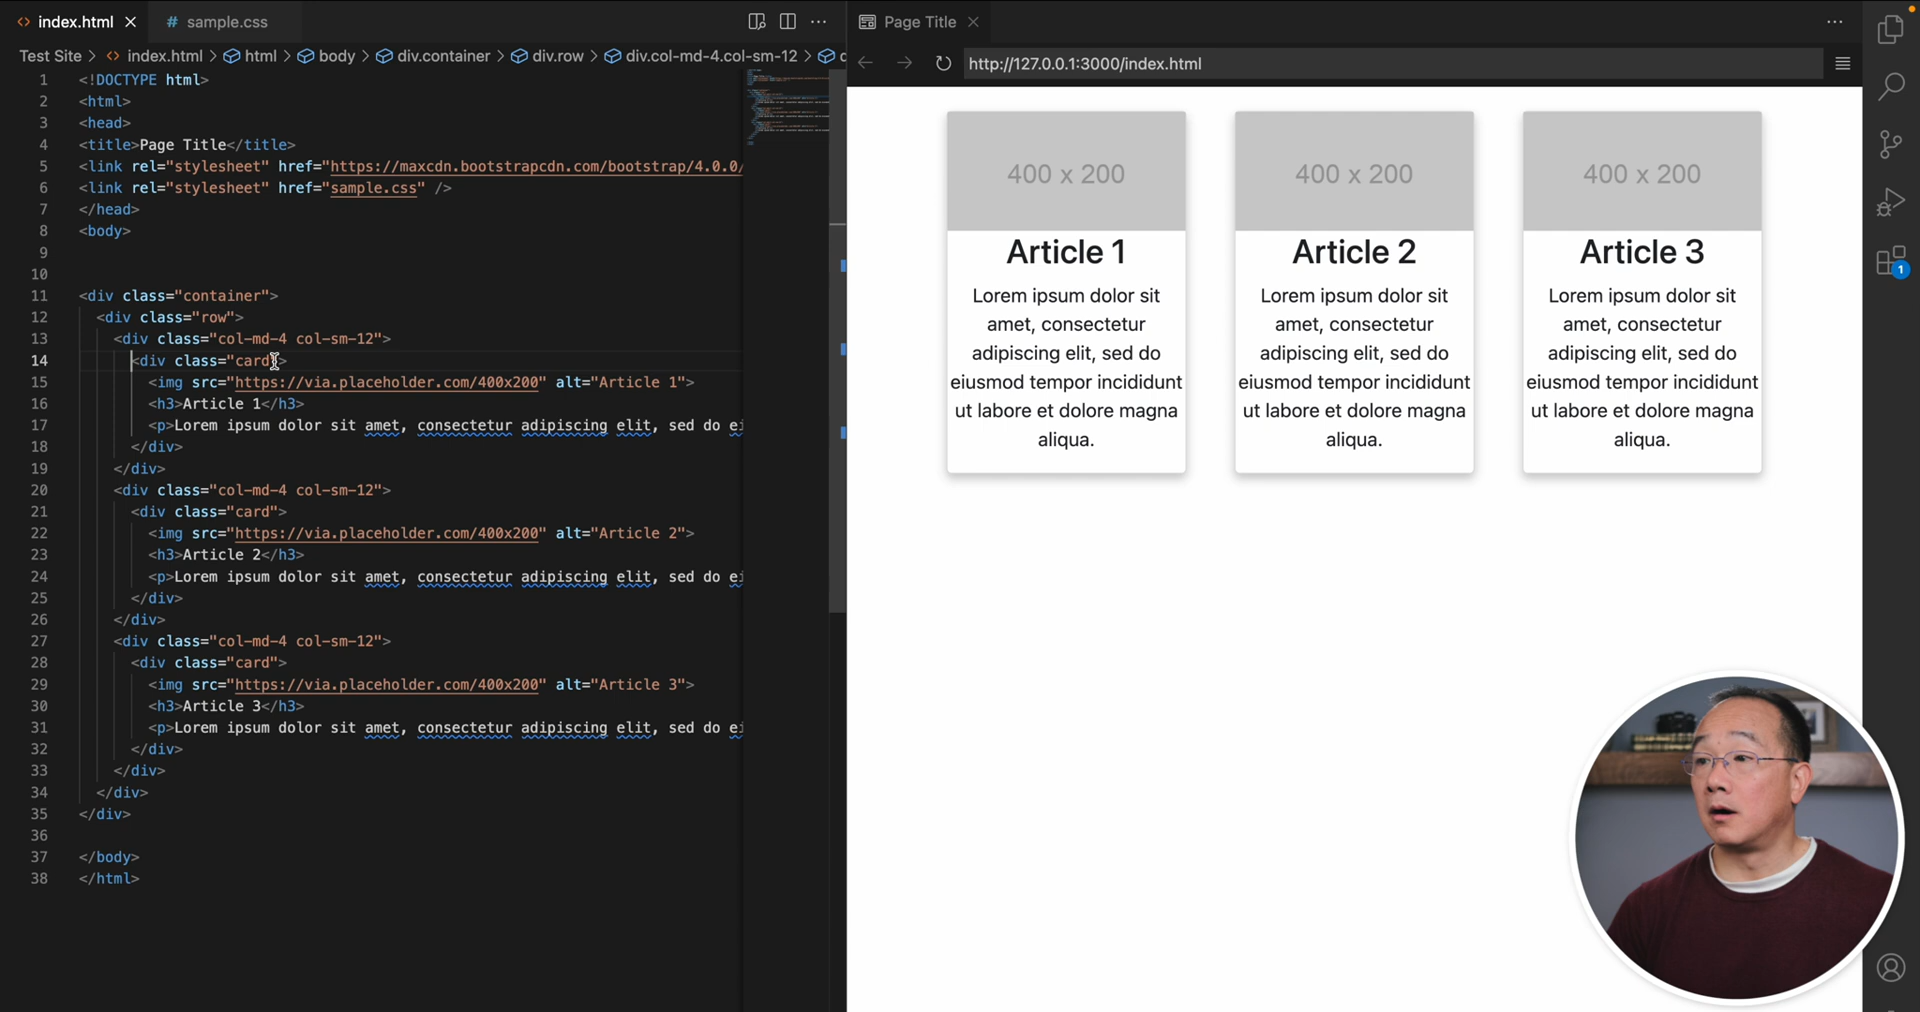 index.html
# sample.css
Test Site > index.html > html > body > div.container > div.row > div.col-md-4.col-sm-12 >
1 <!DOCTYPE html>
2 <html>
3 <head>
4 <title>Page Title</title>
5 <link rel="stylesheet" href="https://maxcdn.bootstrapcdn.com/bootstrap/4.0.0/
6 <link rel="stylesheet" href="sample.css" />
7 </head>
8 <body>
9
10
11 <div class="container">
12 <div class="row">
13 <div class="col-md-4 col-sm-12">
14 <div class="card">
15 <img src="https://via.placeholder.com/400x200" alt="Article 1">
16 <h3>Article 1</h3>
17 <p>Lorem ipsum dolor sit amet, consectetur adipiscing elit, sed do ei
18 </div>
19 </div>
20 <div class="col-md-4 col-sm-12">
21 <div class="card">
22 <img src="https://via.placeholder.com/400x200" alt="Article 2">
23 <h3>Article 2</h3>
24 <p>Lorem ipsum dolor sit amet, consectetur adipiscing elit, sed do ei
25 </div>
26 </div>
27 <div class="col-md-4 col-sm-12">
28 <div class="card">
29 <img src="https://via.placeholder.com/400x200" alt="Article 3">
30 <h3>Article 3</h3>
31 <p>Lorem ipsum dolor sit amet, consectetur adipiscing elit, sed do ei
32 </div>
33 </div>
34 </div>
35 </div>
36
37 </body>
38 </html>
Page Title
http://127.0.0.1:3000/index.html
400 x 200
Article 1
Lorem ipsum dolor sit
amet, consectetur
adipiscing elit, sed do
eiusmod tempor incididunt
ut labore et dolore magna
aliqua.
400 x 200
Article 2
Lorem ipsum dolor sit
amet, consectetur
adipiscing elit, sed do
eiusmod tempor incididunt
ut labore et dolore magna
aliqua.
400 x 200
Article 3
Lorem ipsum dolor sit
amet, consectetur
adipiscing elit, sed do
eiusmod tempor incididunt
ut labore et dolore magna
aliqua.
1